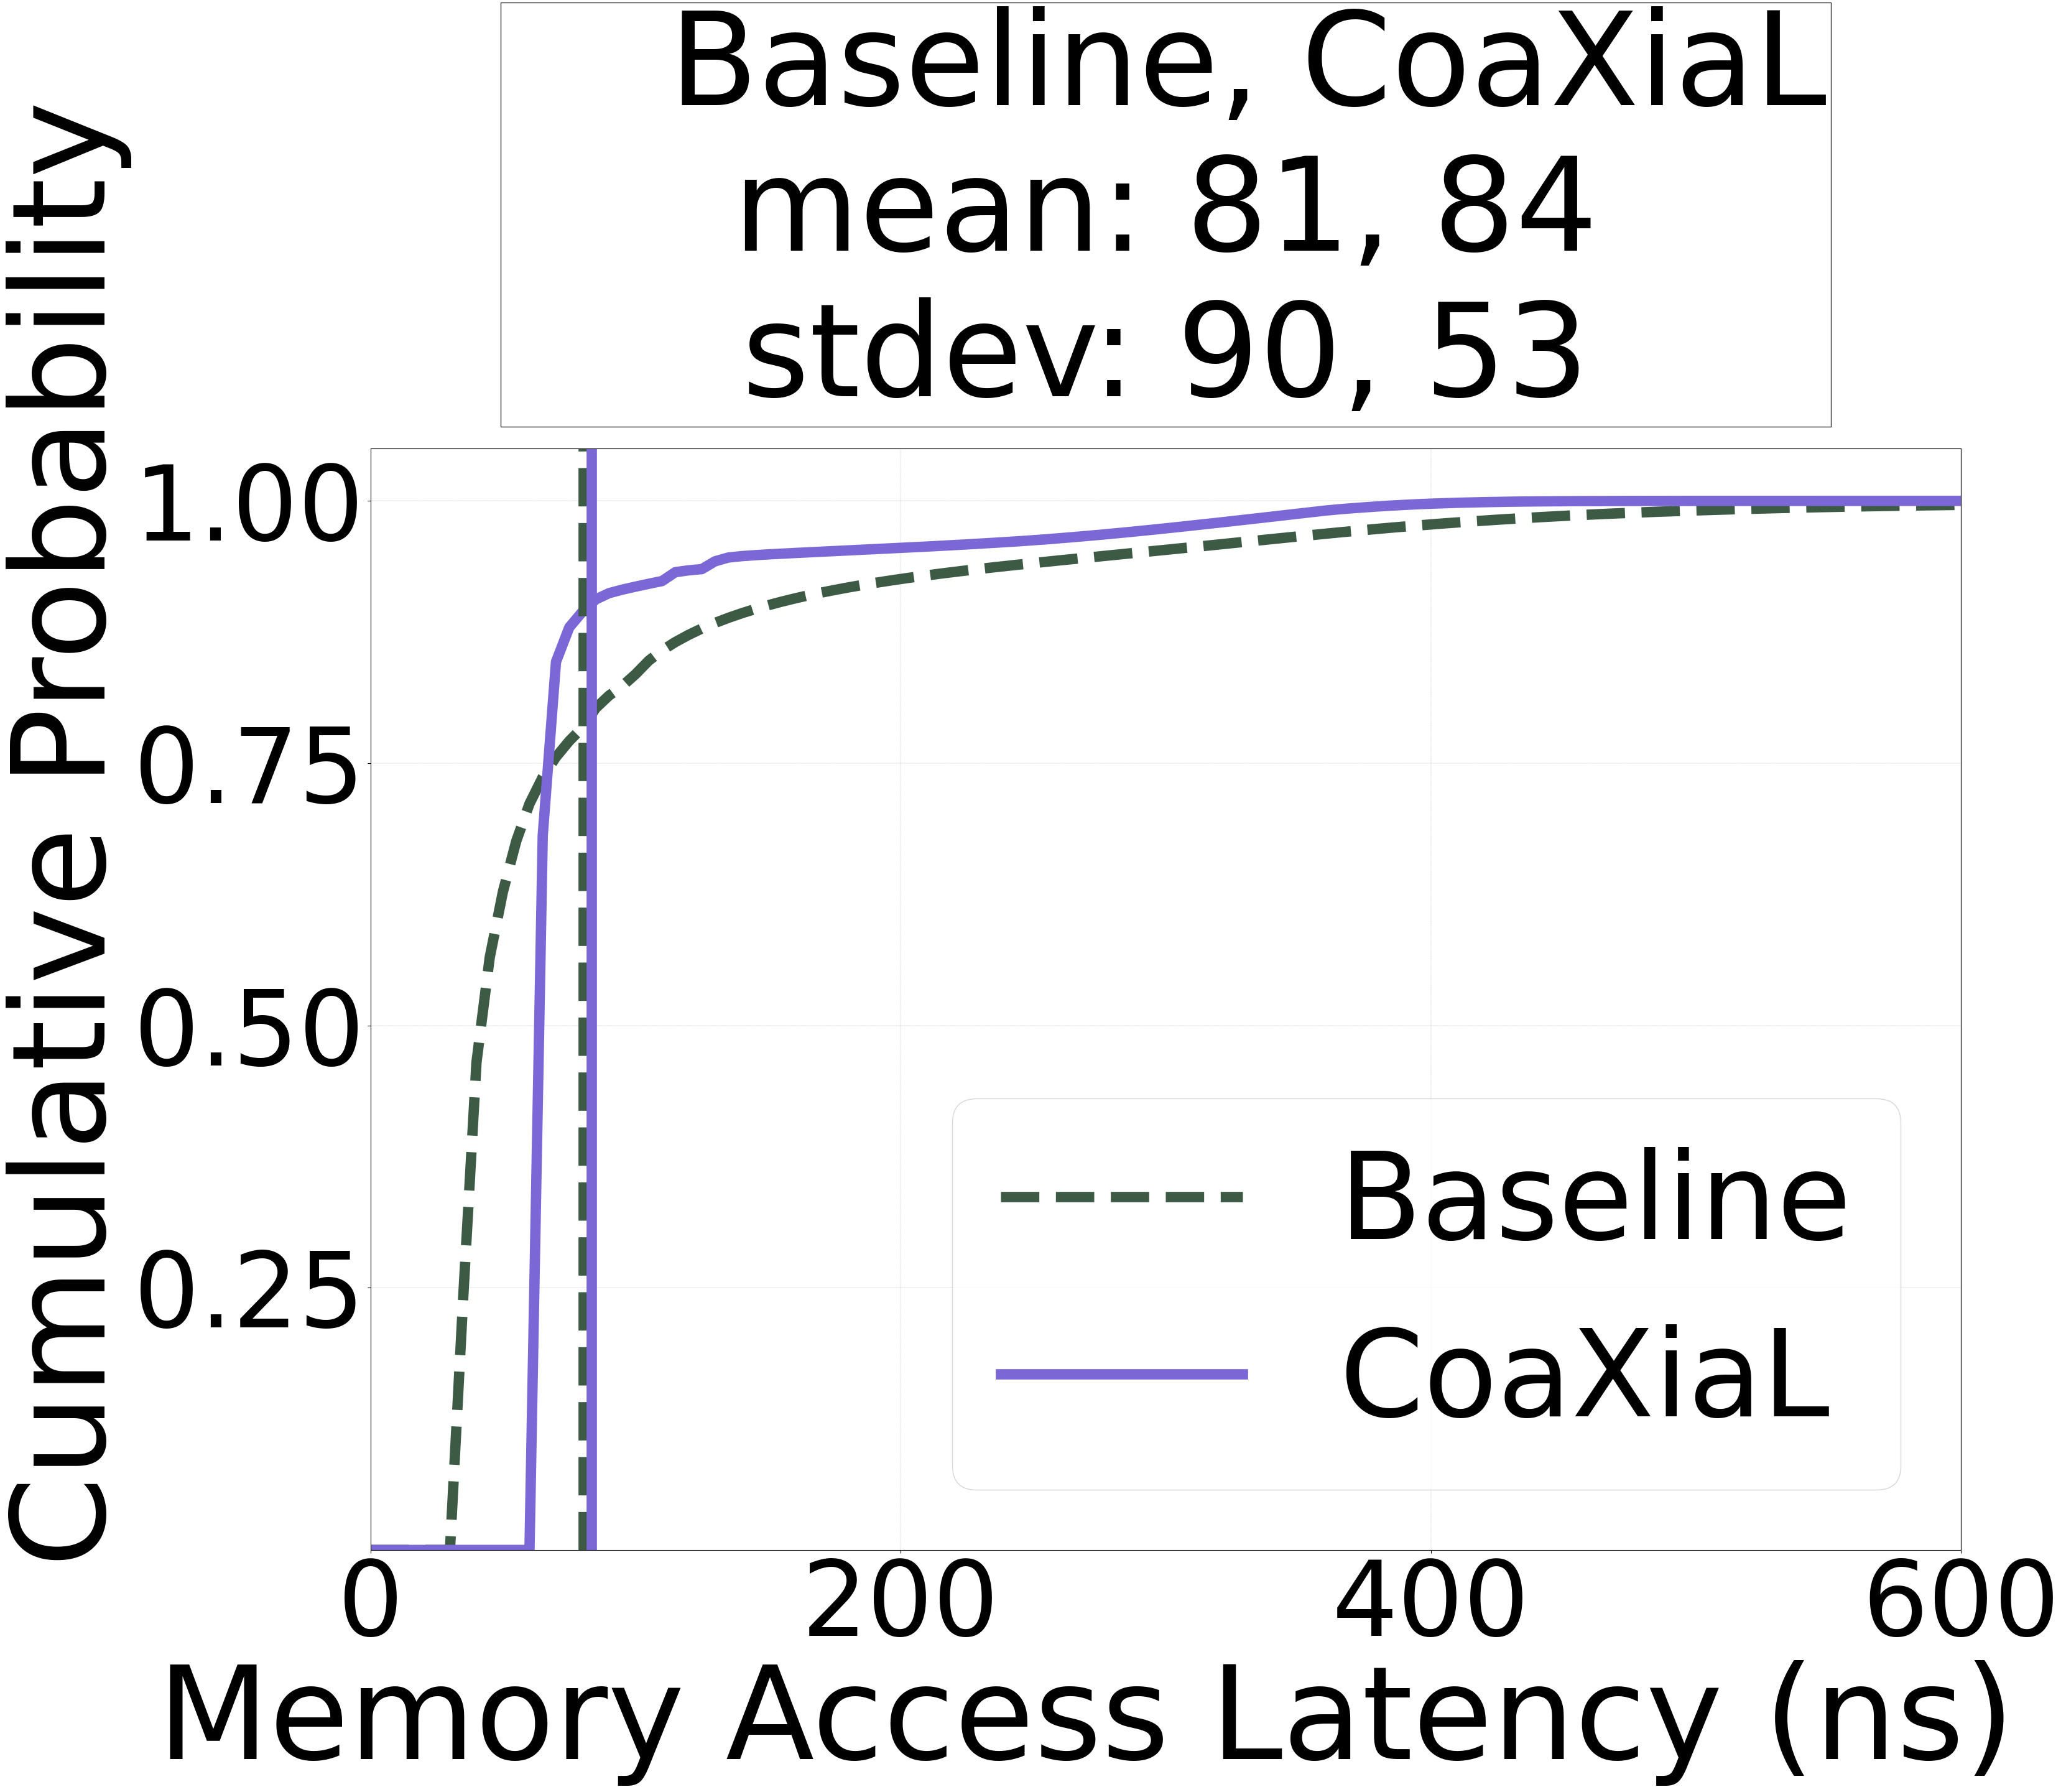 Baseline, CoaXiaL
mean: 81, 84
stdev: 90, 53
Cumulative Probability
1.00
0.75
0.50
0.25
Baseline
CoaXiaL
0 200 400 600
Memory Access Latency (ns)